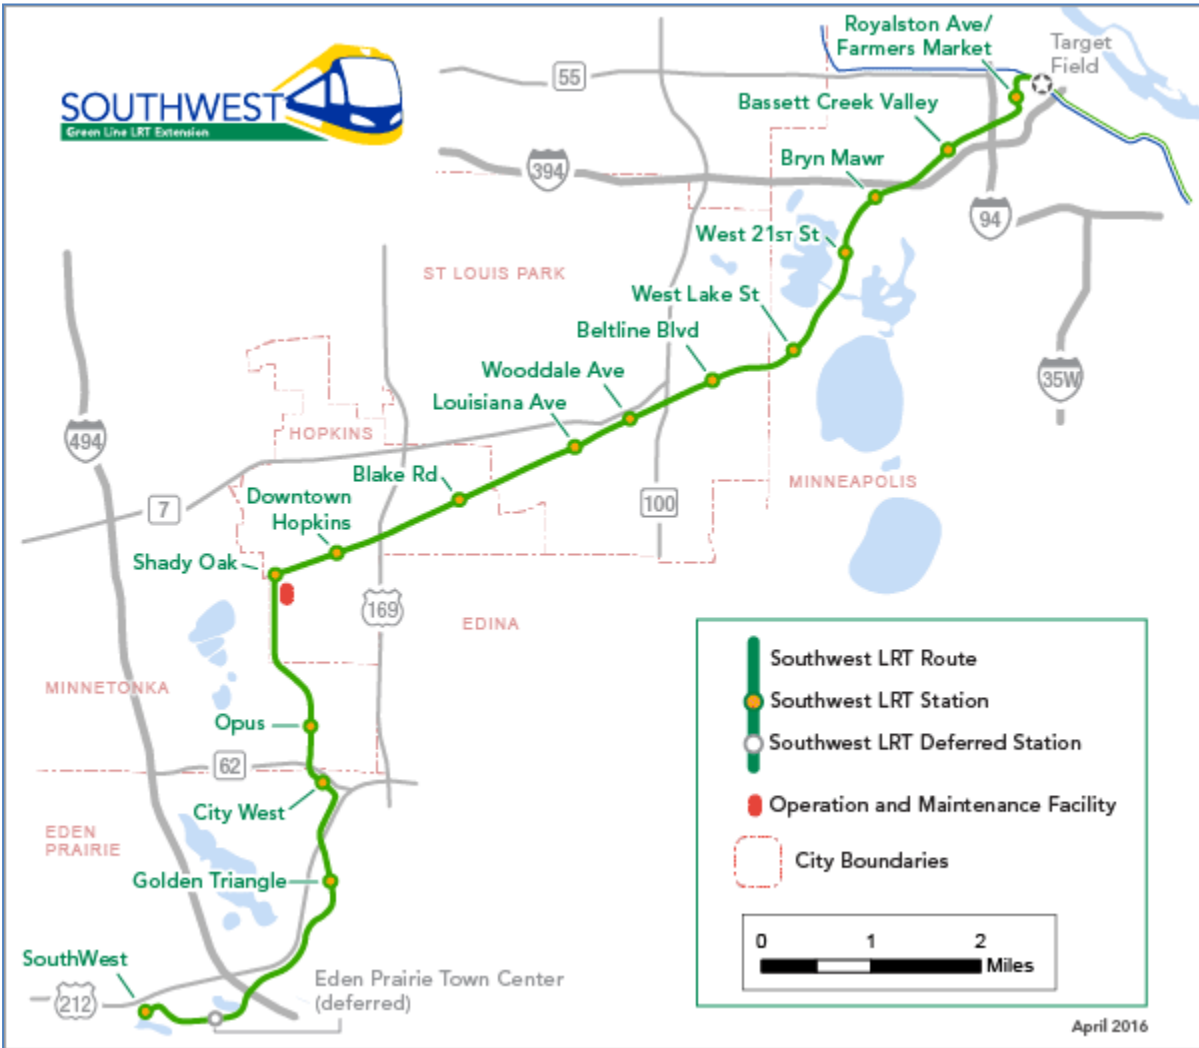 SOUTHWEST
Green Line LRT Extension
Royalston Ave/
Farmers Market
Target
Field
55
Bassett Creek Valley
Bryn Mawr
394
94
West 21ST St
ST LOUIS PARK
West Lake St
Beltline Blvd
Wooddale Ave
35W
Louisiana Ave
HOPKINS
494
Blake Rd
MINNEAPOLIS
Downtown
Hopkins
7
100
Shady Oak
169
EDINA
MINNETONKA
Opus
62
City West
EDEN
PRAIRIE
Golden Triangle
SouthWest
212
Eden Prairie Town Center
(deferred)
Southwest LRT Route
Southwest LRT Station
Southwest LRT Deferred Station
Operation and Maintenance Facility
City Boundaries
0 1 2
Miles
April 2016